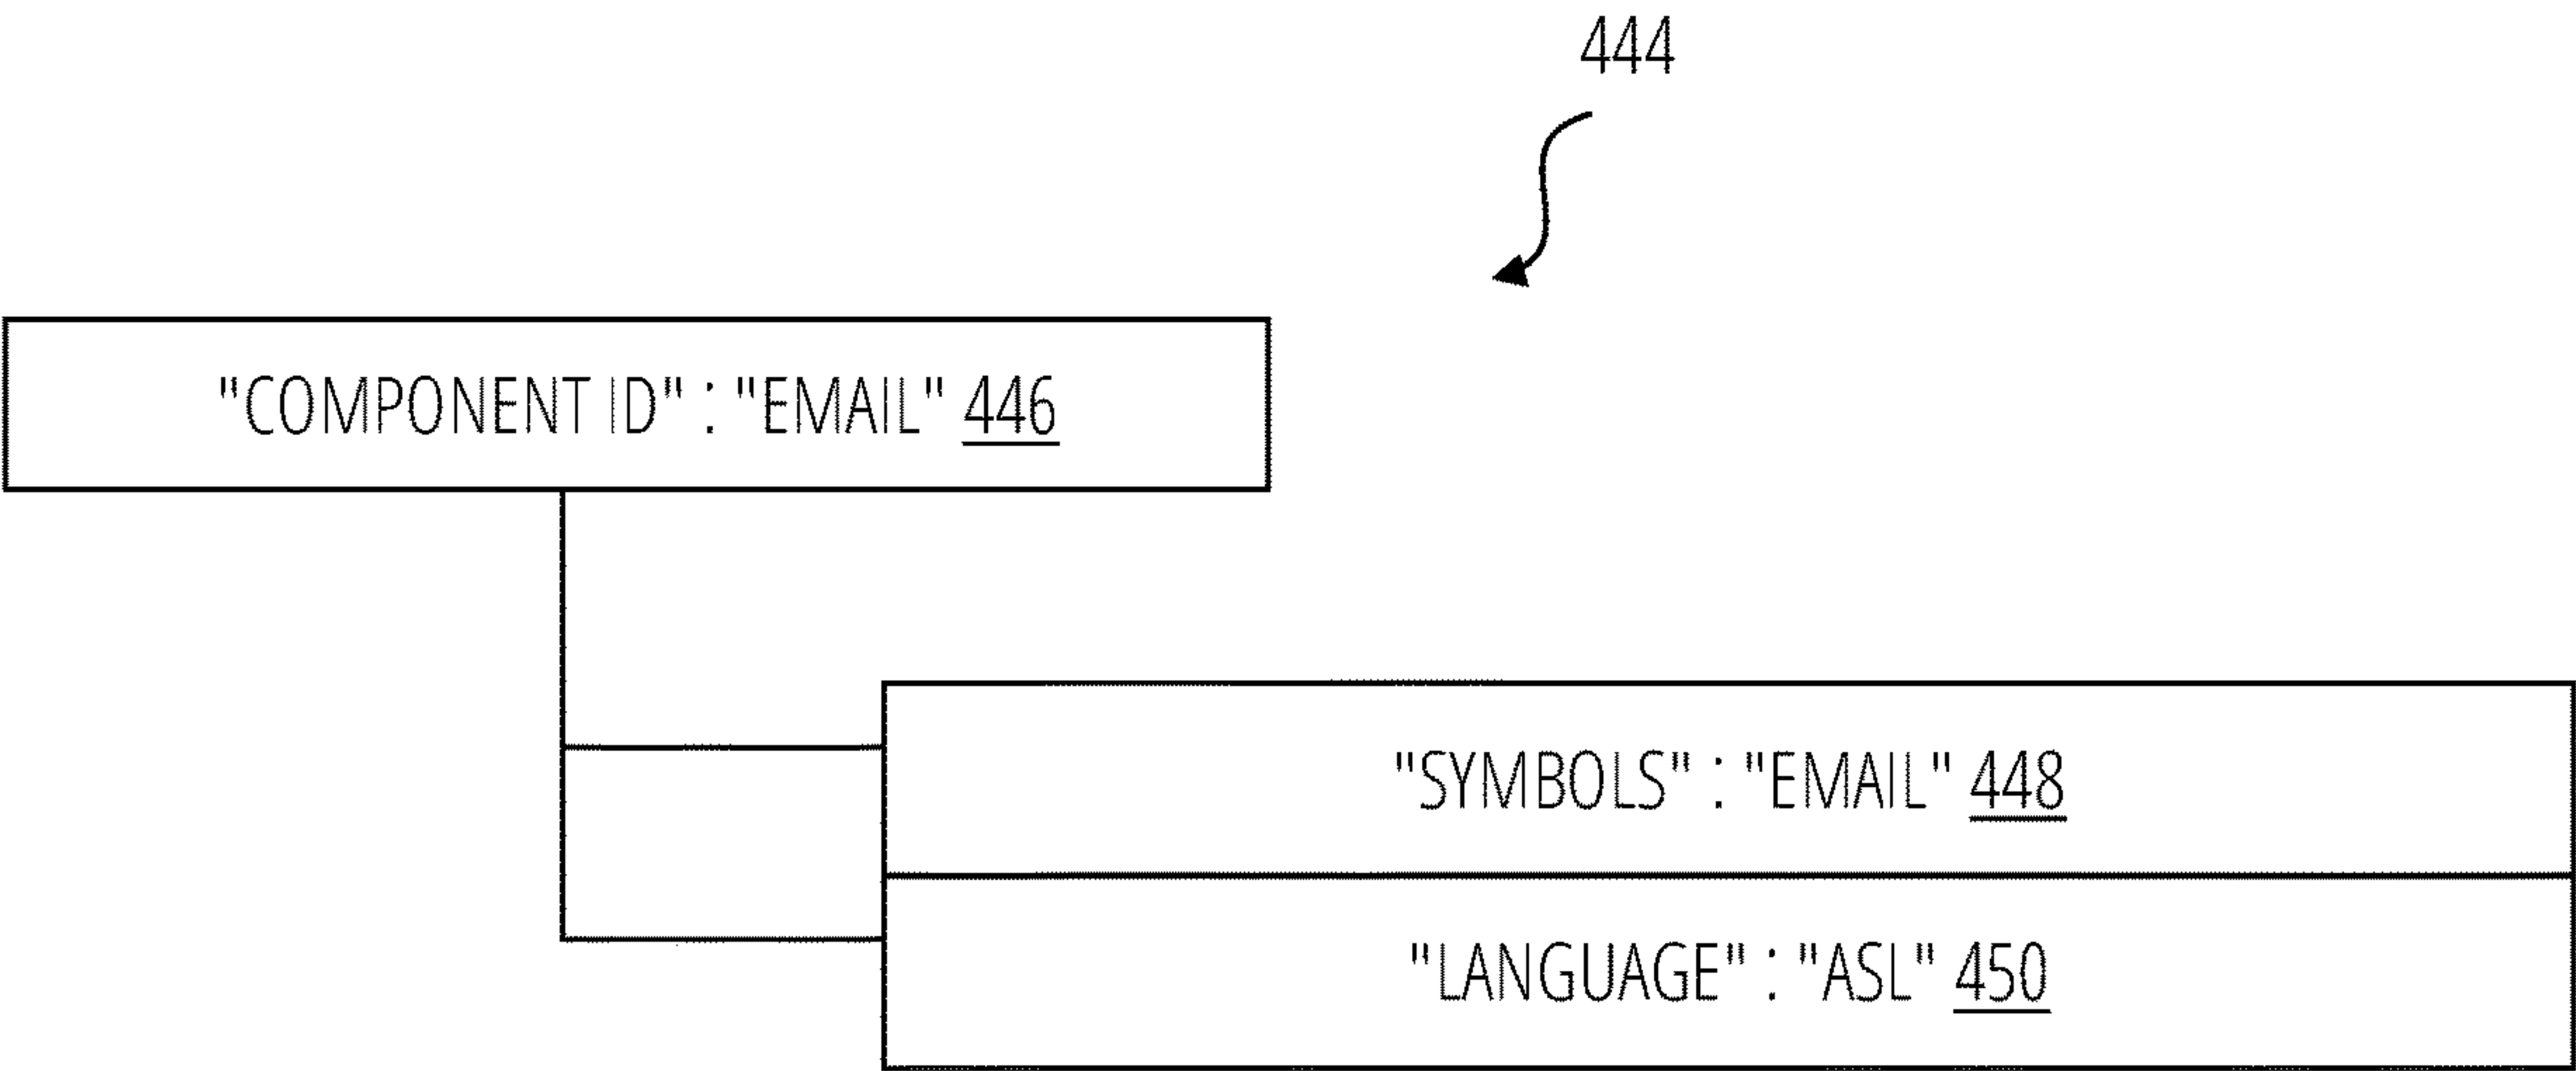 444
"COMPONENT ID" : "EMAIL" 446
"SYMBOLS" : "EMAIL" 448
"LANGUAGE" : "ASL" 450